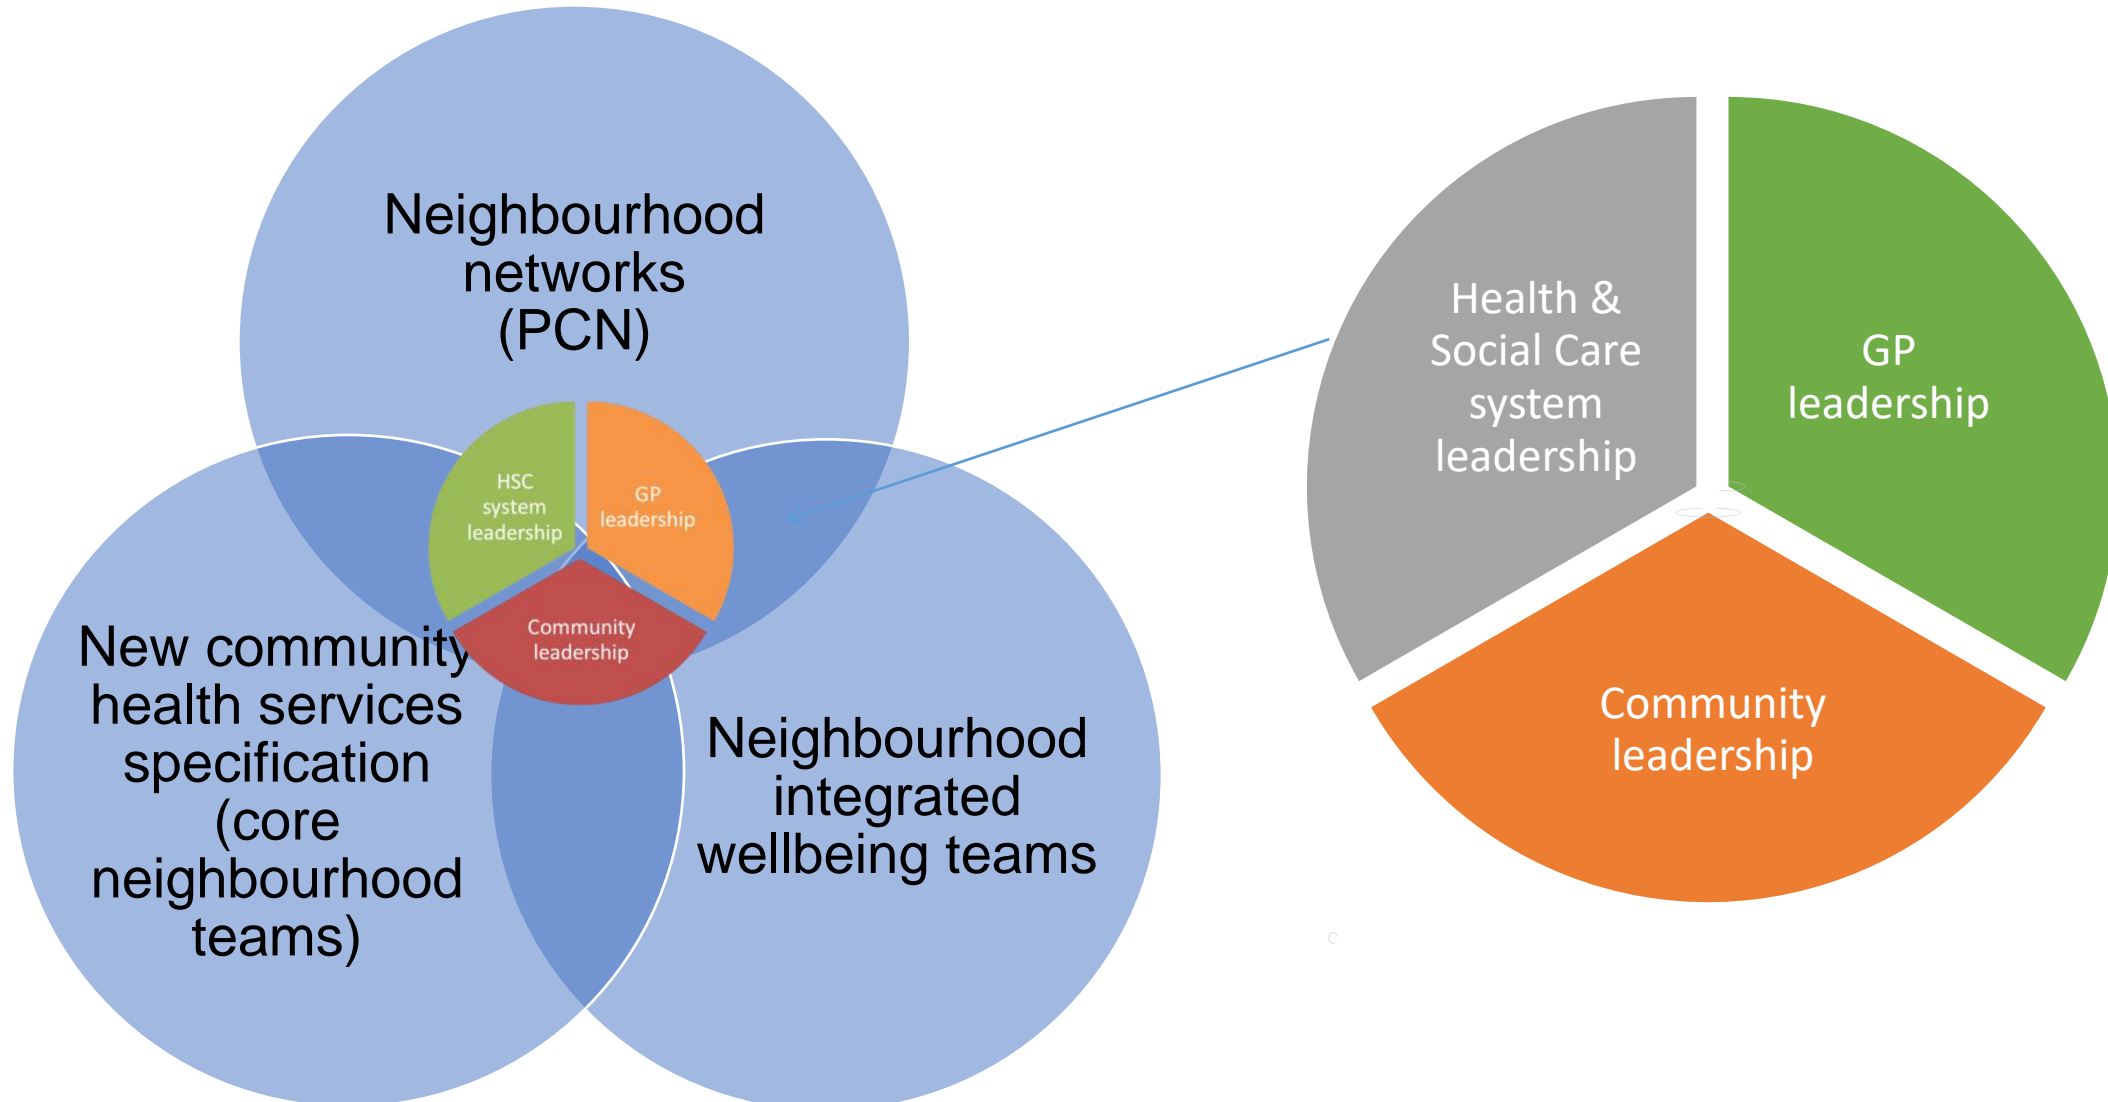 Neighbourhood
networks
(PCN)
HSC
system
leadership
GP
leadership
Community
leadership
New community
health services
specification
(core
neighbourhood
teams)
Neighbourhood
integrated
wellbeing teams
Health &
Social Care
system
leadership
GP
leadership
Community
leadership